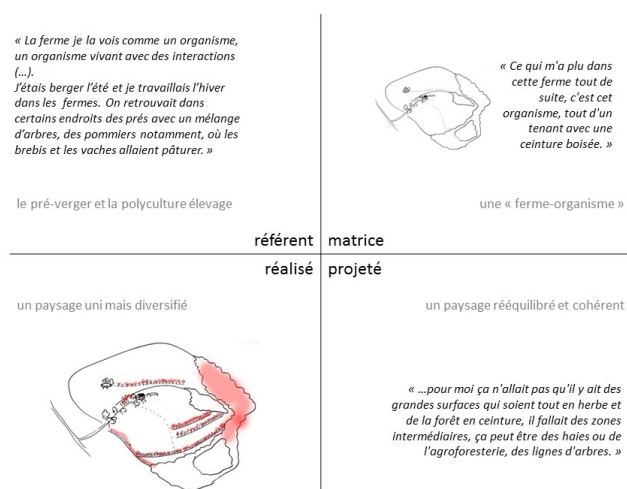 « La ferme je la vois comme un organisme,
un organisme vivant avec des interactions
(...).
J'étais berger l'été et je travaillais l'hiver
dans les fermes. On retrouvait dans
certains endroits des prés avec un mélange
d'arbres, des pommiers notamment, où les
brebis et les vaches allaient pâturer. »
le pré-verger et la polyculture élevage
« Ce qui m'a plu dans
cette ferme tout de
suite, c'est cet
organisme, tout d'un
tenant avec une
ceinture boisée. »
une « ferme-organisme »
référent
matrice
réalisé
projeté
un paysage uni mais diversifié
un paysage rééquilibré et cohérent
« ...pour moi ça n'allait pas qu'il y ait des
grandes surfaces qui soient tout en herbe et
de la forêt en ceinture, il fallait des zones
intermédiaires, ça peut être des haies ou de
l'agroforesterie, des lignes d'arbres. »